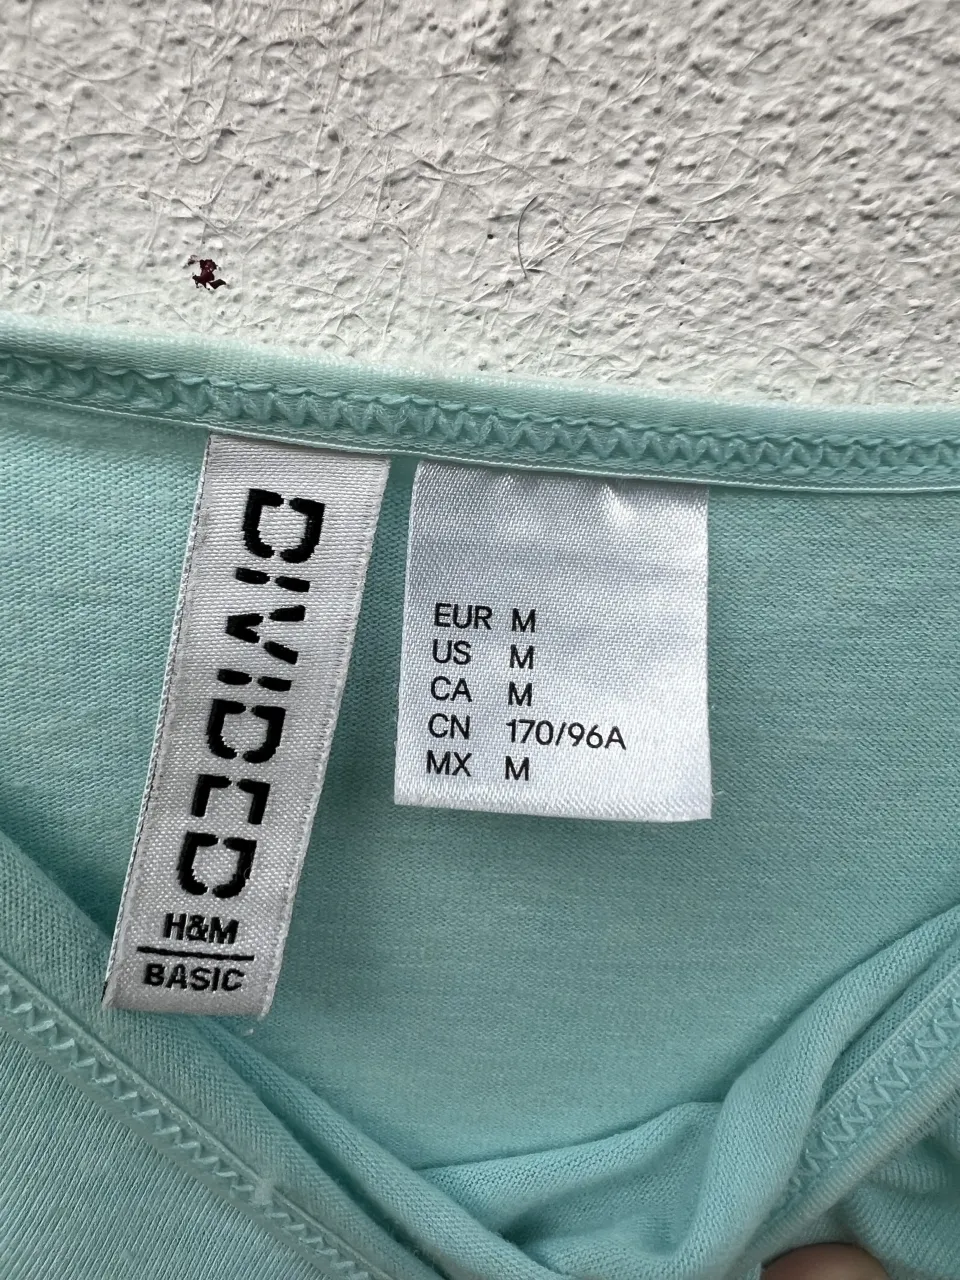 DIVIDED
H&M
BASIC
EUR M
US M
CA M
CN 170/96A
MX M